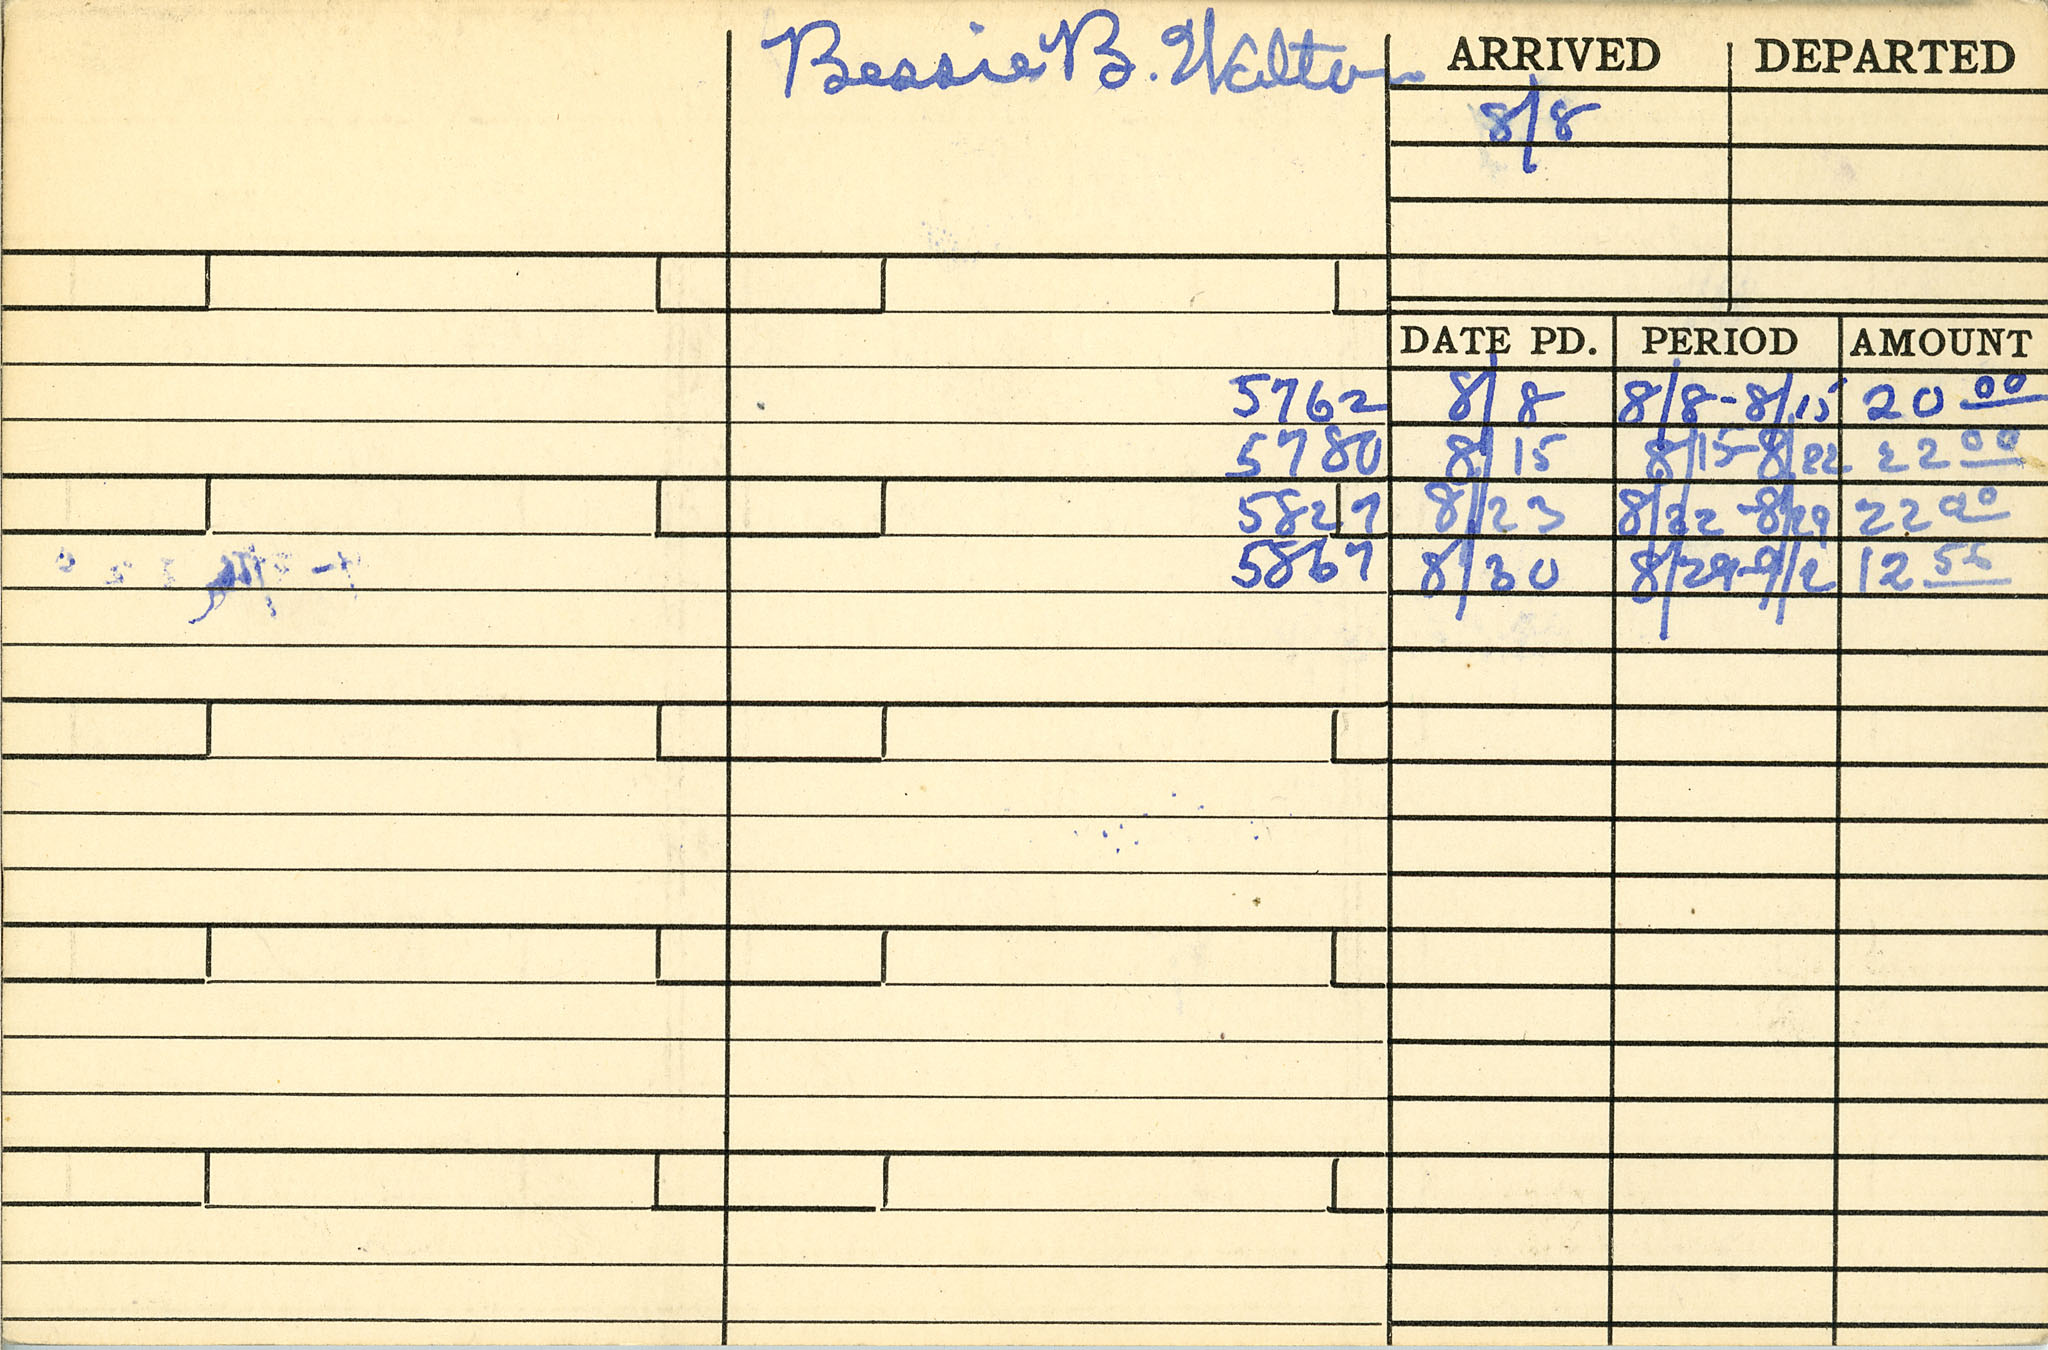 Bessie B. Walton
ARRIVED DEPARTED
8/8
DATE PD. PERIOD AMOUNT
5762 8/8 8/8-8/15 20 00
5780 8/15 8/15-8/22 22 00
5827 8/23 8/22-8/29 22 00
5867 8/30 8/29-9/2 12 56